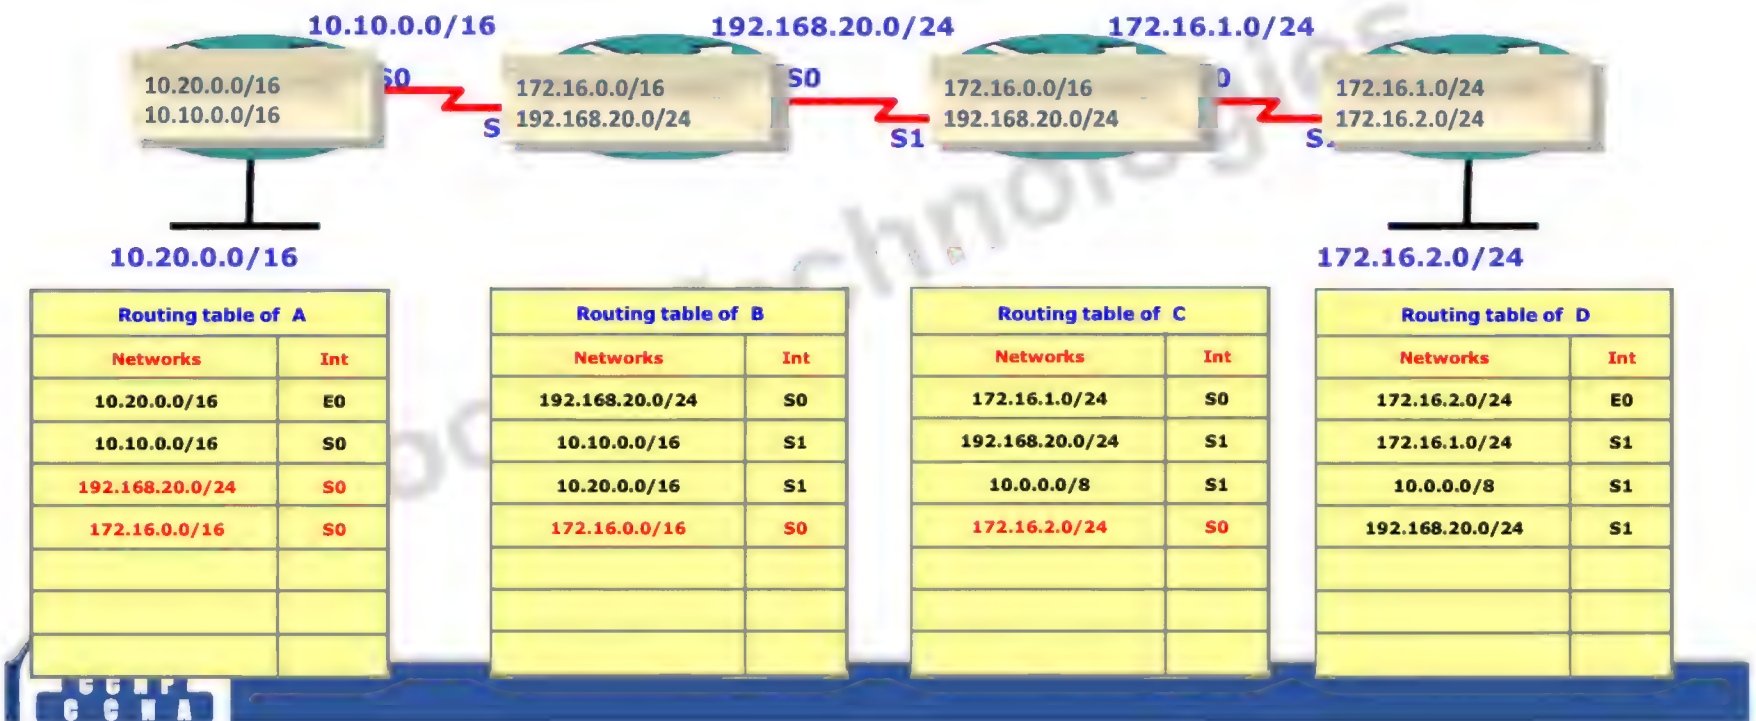 10.10.0.0/16
192.168.20.0/24
172.16.1.0/24
10.20.0.0/16
10.10.0.0/16
S0
172.16.0.0/16
192.168.20.0/24
S0
S1
172.16.0.0/16
192.168.20.0/24
172.16.1.0/24
172.16.2.0/24
10.20.0.0/16
172.16.2.0/24
Routing table of A
Networks Int
10.20.0.0/16 E0
10.10.0.0/16 S0
192.168.20.0/24 S0
172.16.0.0/16 S0
Routing table of B
Networks Int
192.168.20.0/24 S0
10.10.0.0/16 S1
10.20.0.0/16 S1
172.16.0.0/16 S0
Routing table of C
Networks Int
172.16.1.0/24 S0
192.168.20.0/24 S1
10.0.0.0/8 S1
172.16.2.0/24 S0
Routing table of D
Networks Int
172.16.2.0/24 E0
172.16.1.0/24 S1
10.0.0.0/8 S1
192.168.20.0/24 S1
CCNP
CCNA